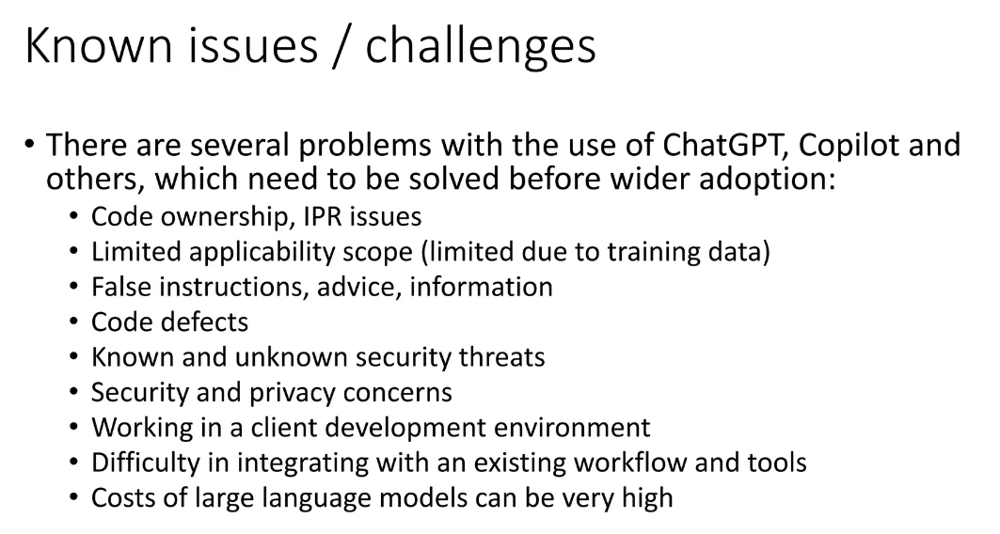 Known issues / challenges
• There are several problems with the use of ChatGPT, Copilot and
others, which need to be solved before wider adoption:
• Code ownership, IPR issues
• Limited applicability scope (limited due to training data)
• False instructions, advice, information
• Code defects
• Known and unknown security threats
• Security and privacy concerns
• Working in a client development environment
• Difficulty in integrating with an existing workflow and tools
• Costs of large language models can be very high